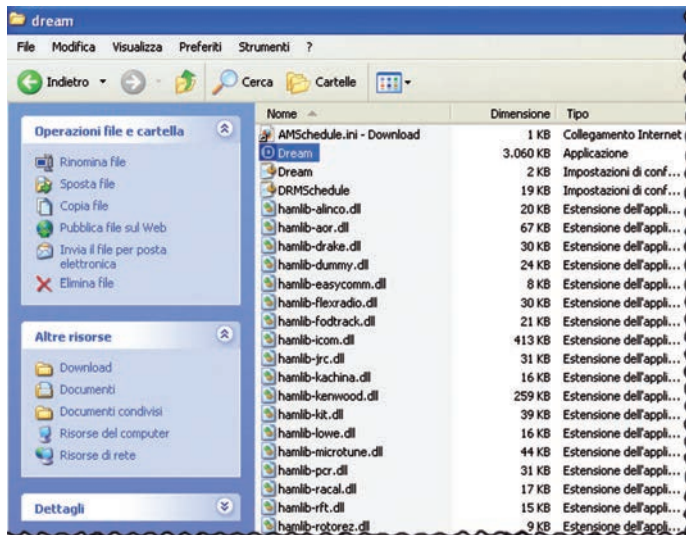 dream
File Modifica Visualizza Preferiti Strumenti ?
Indietro Cerca Cartelle
Operazioni file e cartella
Rinomina file
Sposta file
Copia file
Pubblica file sul Web
Invia il file per posta
elettronica
Elimina file
Altre risorse
Download
Documenti
Documenti condivisi
Risorse del computer
Risorse di rete
Dettagli
Nome Dimensione Tipo
AMSchedule.ini - Download 1 KB Collegamento Internet
Dream 3.060 KB Applicazione
Dream 2 KB Impostazioni di conf...
DRMSchedule 19 KB Impostazioni di conf...
hamlib-alinco.dll 20 KB Estensione dell'appli...
hamlib-aor.dll 67 KB Estensione dell'appli...
hamlib-drake.dll 30 KB Estensione dell'appli...
hamlib-dummy.dll 24 KB Estensione dell'appli...
hamlib-easycomm.dll 8 KB Estensione dell'appli...
hamlib-flexradio.dll 30 KB Estensione dell'appli...
hamlib-fodtrack.dll 21 KB Estensione dell'appli...
hamlib-icom.dll 413 KB Estensione dell'appli...
hamlib-jrc.dll 31 KB Estensione dell'appli...
hamlib-kachina.dll 16 KB Estensione dell'appli...
hamlib-kenwood.dll 259 KB Estensione dell'appli...
hamlib-kit.dll 39 KB Estensione dell'appli...
hamlib-lowe.dll 16 KB Estensione dell'appli...
hamlib-microtune.dll 44 KB Estensione dell'appli...
hamlib-pcr.dll 31 KB Estensione dell'appli...
hamlib-racal.dll 17 KB Estensione dell'appli...
hamlib-rft.dll 15 KB Estensione dell'appli...
hamlib-rotorez.dll 9 KB Estensione dell'appli...